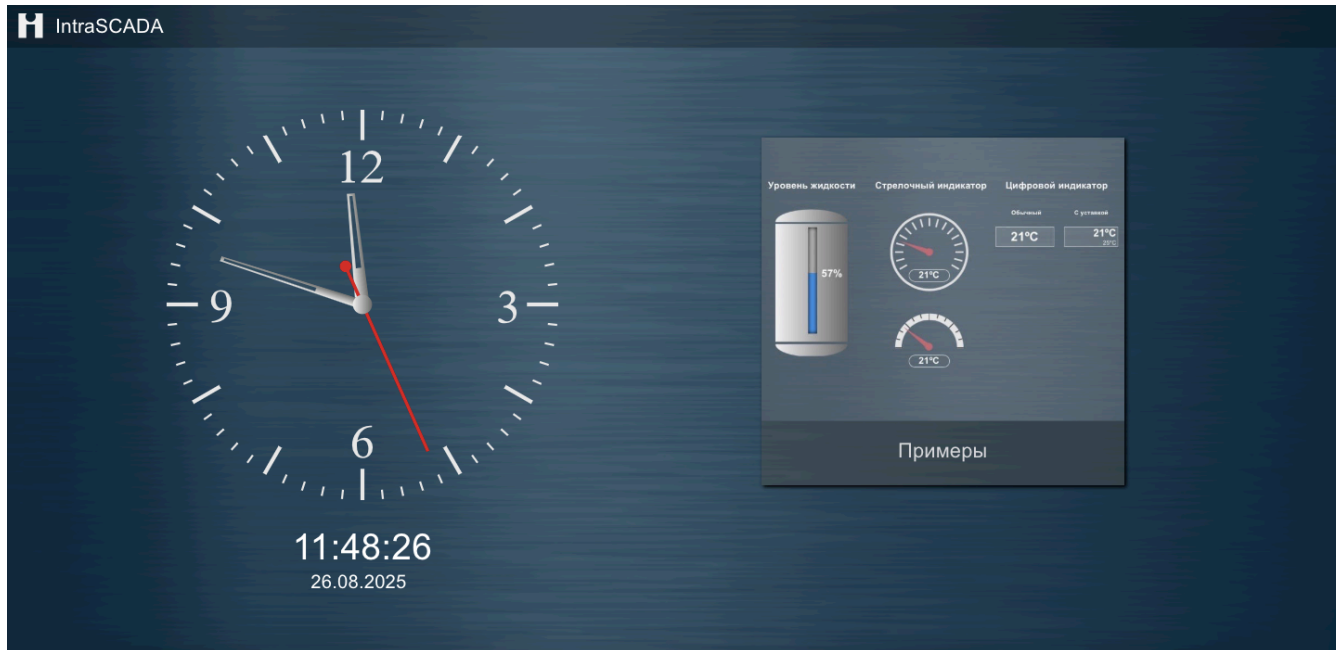 IntraSCADA
12
9
3
6
11:48:26
26.08.2025
Уровень жидкости
Стрелочный индикатор
Цифровой индикатор
Обычный
С уставкой
57%
21°C
21°C
25°C
21°C
21°C
Примеры